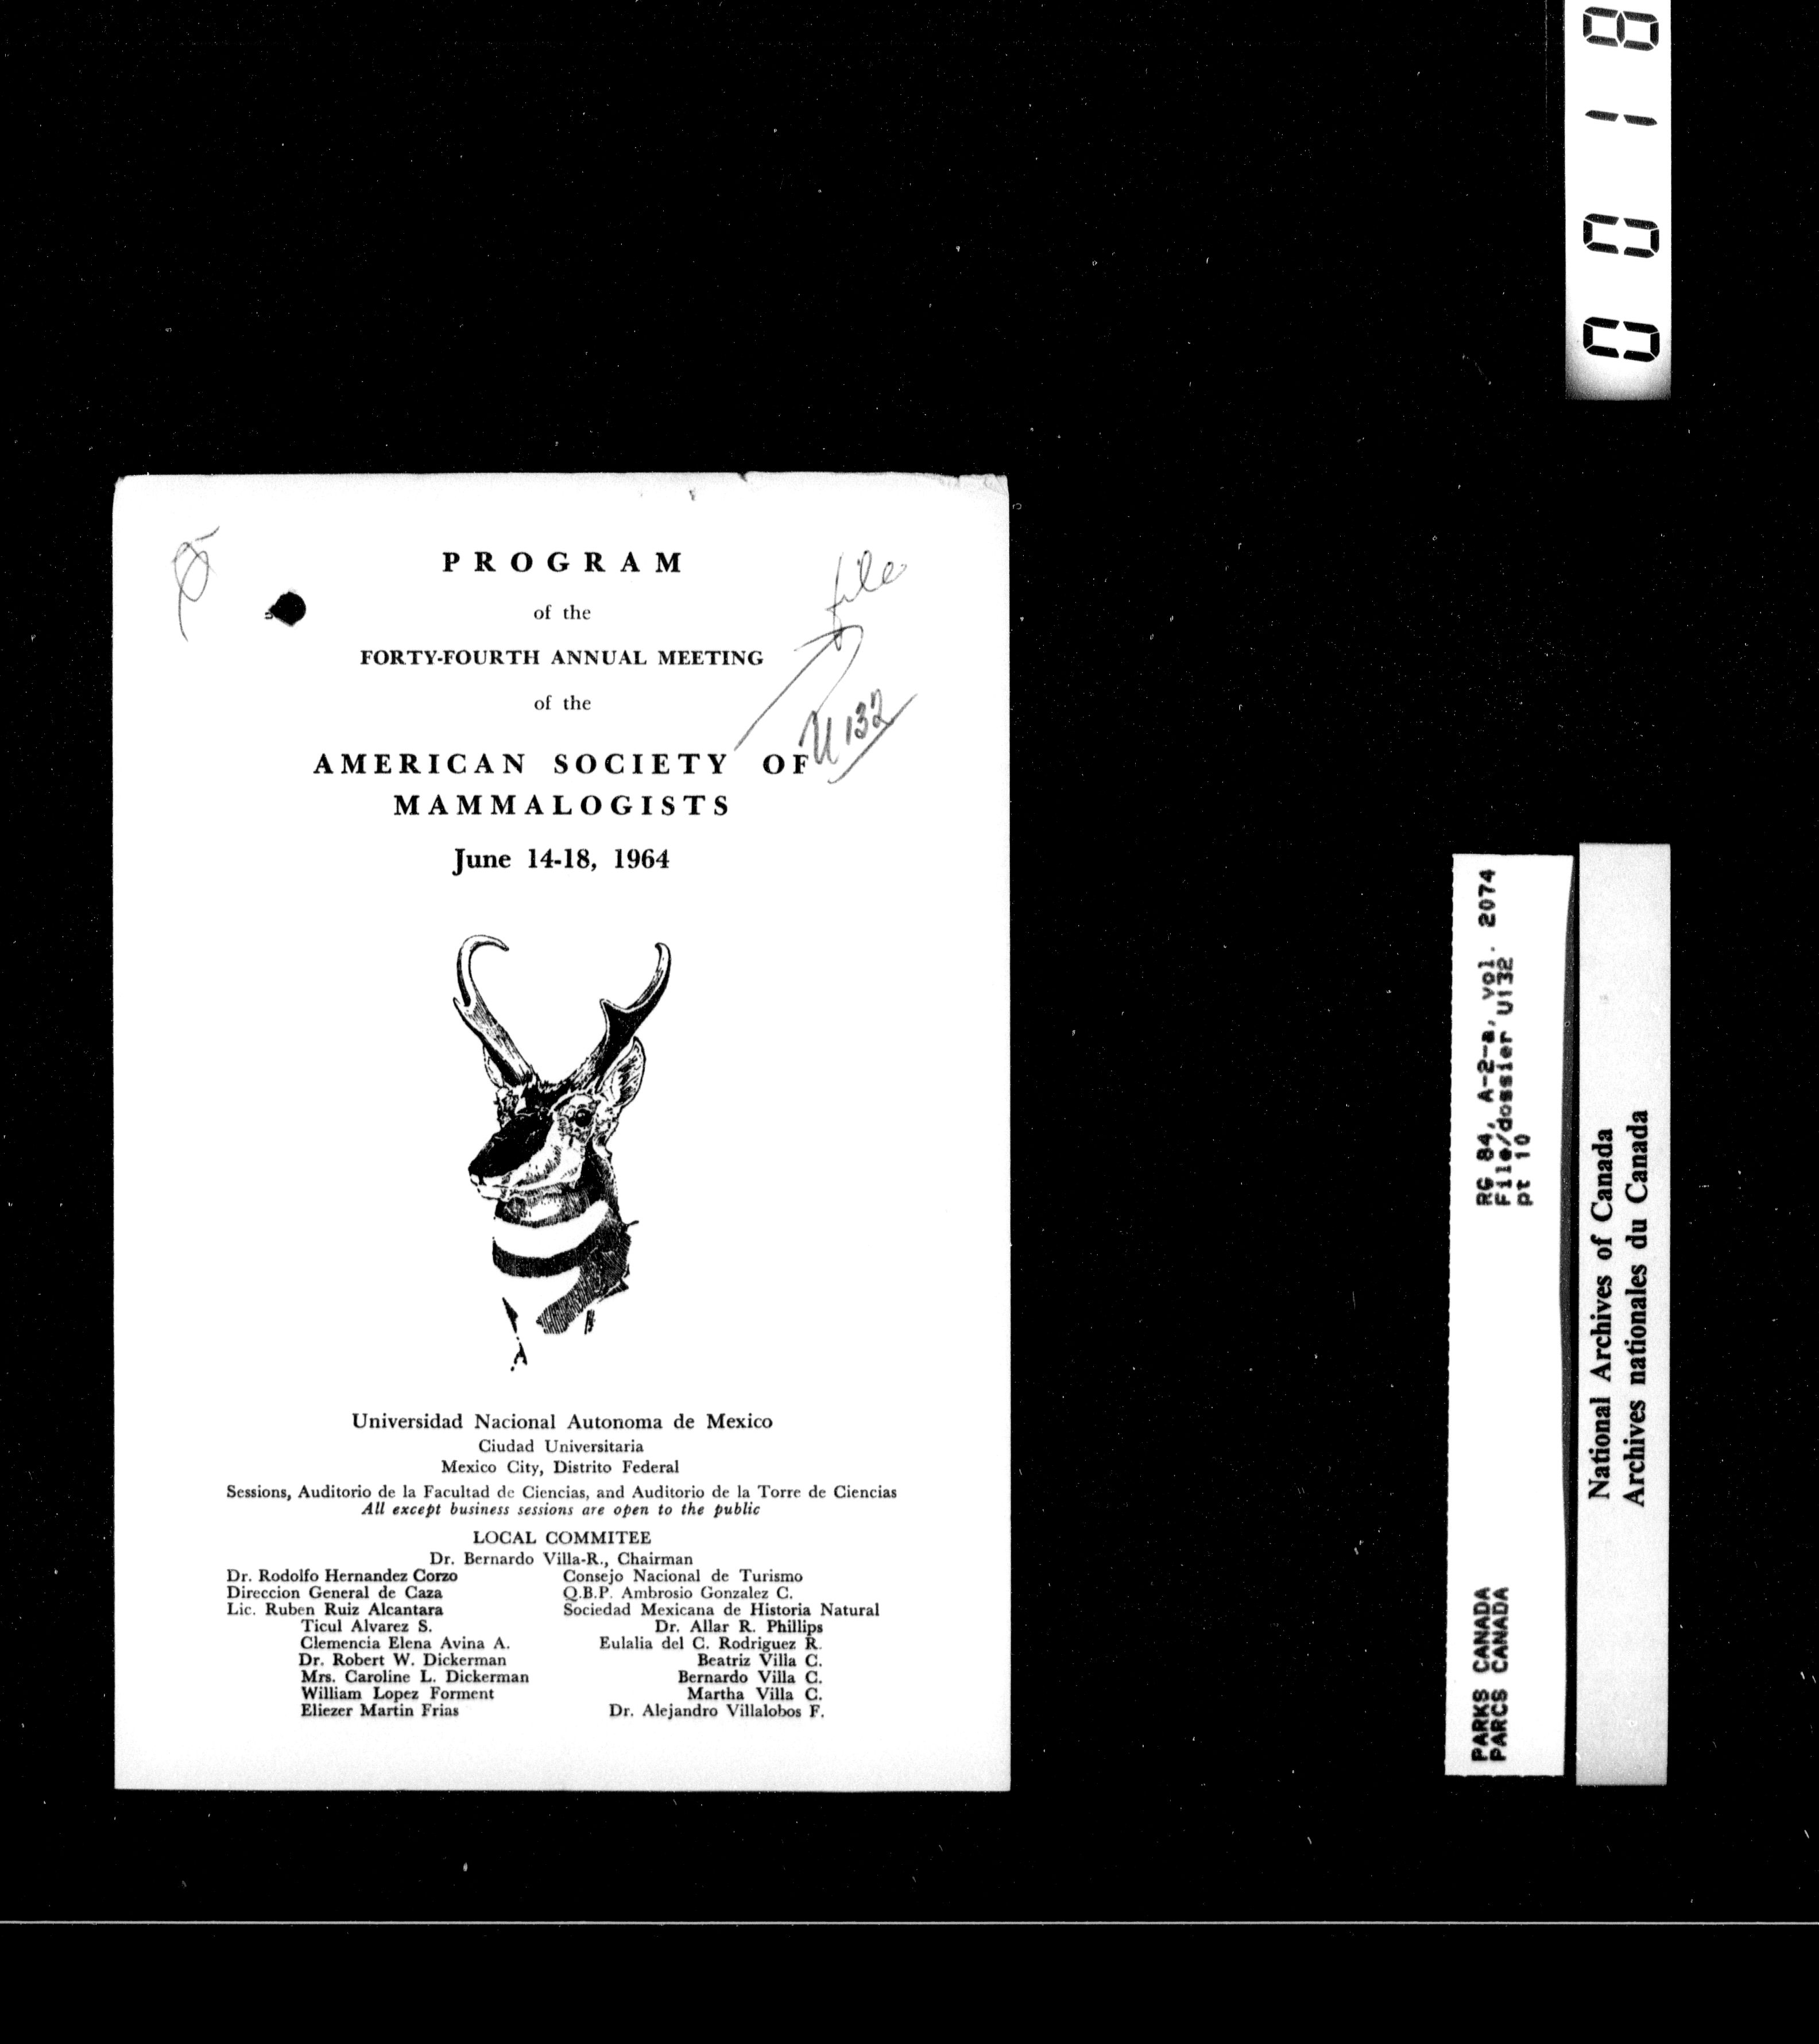 PROGRAM
of the
FORTY-FOURTH ANNUAL MEETING
of the
AMERICAN SOCIETY OF
MAMMALOGISTS
June 14-18, 1964
file
U 132
Universidad Nacional Autonoma de Mexico
Ciudad Universitaria
Mexico City, Distrito Federal
Sessions, Auditorio de la Facultad de Ciencias, and Auditorio de la Torre de Ciencias
All except business sessions are open to the public
LOCAL COMMITEE
Dr. Bernardo Villa-R., Chairman
Dr. Rodolfo Hernandez Corzo
Direccion General de Caza
Lic. Ruben Ruiz Alcantara
Ticul Alvarez S.
Clemencia Elena Avina A.
Dr. Robert W. Dickerman
Mrs. Caroline L. Dickerman
William Lopez Forment
Eliezer Martin Frias
Consejo Nacional de Turismo
Q.B.P. Ambrosio Gonzalez C.
Sociedad Mexicana de Historia Natural
Dr. Allar R. Phillips
Eulalia del C. Rodriguez R.
Beatriz Villa C.
Bernardo Villa C.
Martha Villa C.
Dr. Alejandro Villalobos F.
0018
RG 84, A-2-a, vol. 2074
File/dossier U132
pt 10
PARKS CANADA
PARCS CANADA
National Archives of Canada
Archives nationales du Canada